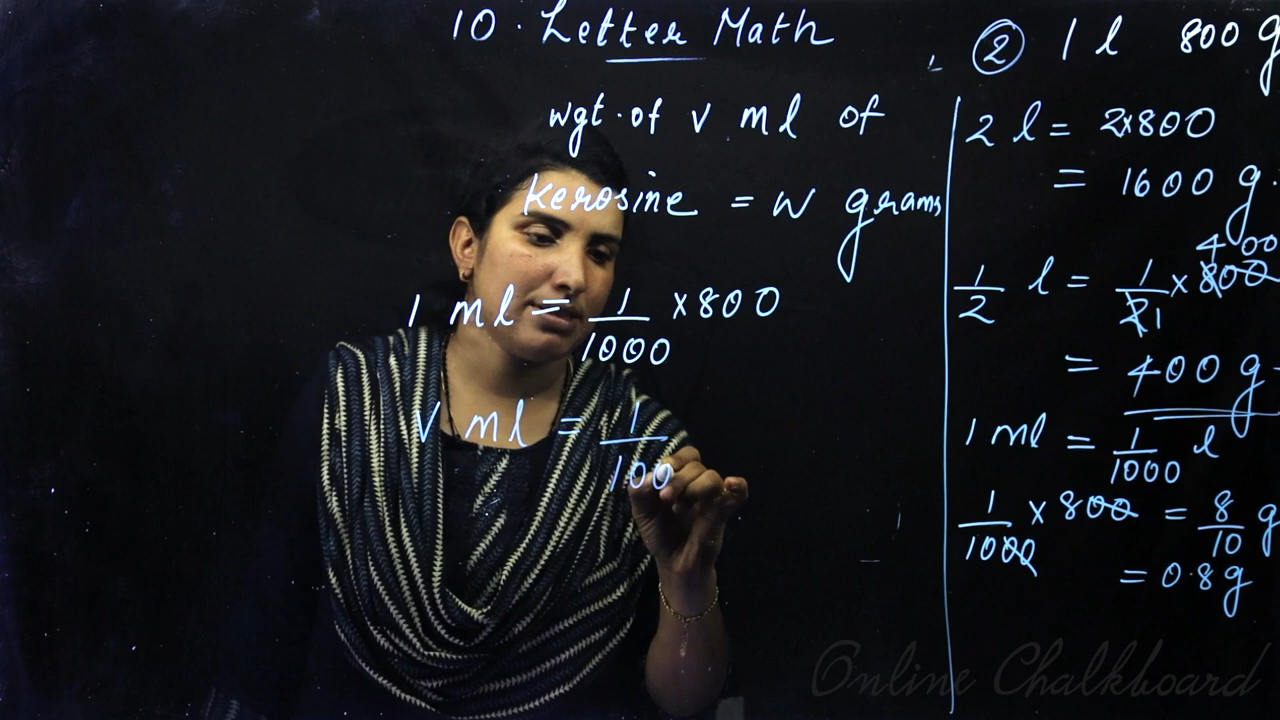 10. Letter Math
wgt. of v ml of
kerosine = w grams
1 ml = 1/1000 × 800
v ml = 1/100
② 1 l 800 g
2 l = 2×800
= 1600 g.
400
1/2 l = 1/2 1 × 800
= 400 g
1 ml = 1/1000 l
1/1000 × 800 = 8/10 g
= 0.8g
Online Chalkboard